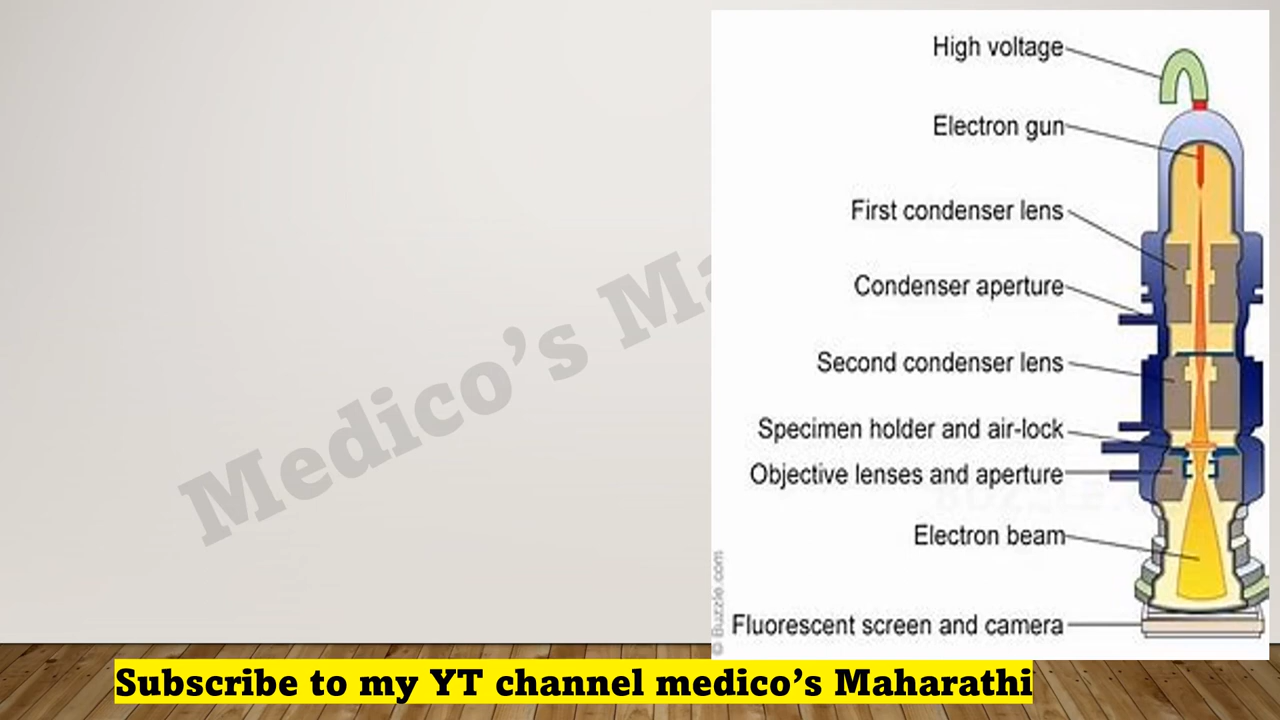 High voltage
Electron gun
First condenser lens
Condenser aperture
Second condenser lens
Specimen holder and air-lock
Objective lenses and aperture
Electron beam
Fluorescent screen and camera
© Buzzle.com
Medico’s Ma
Subscribe to my YT channel medico’s Maharathi